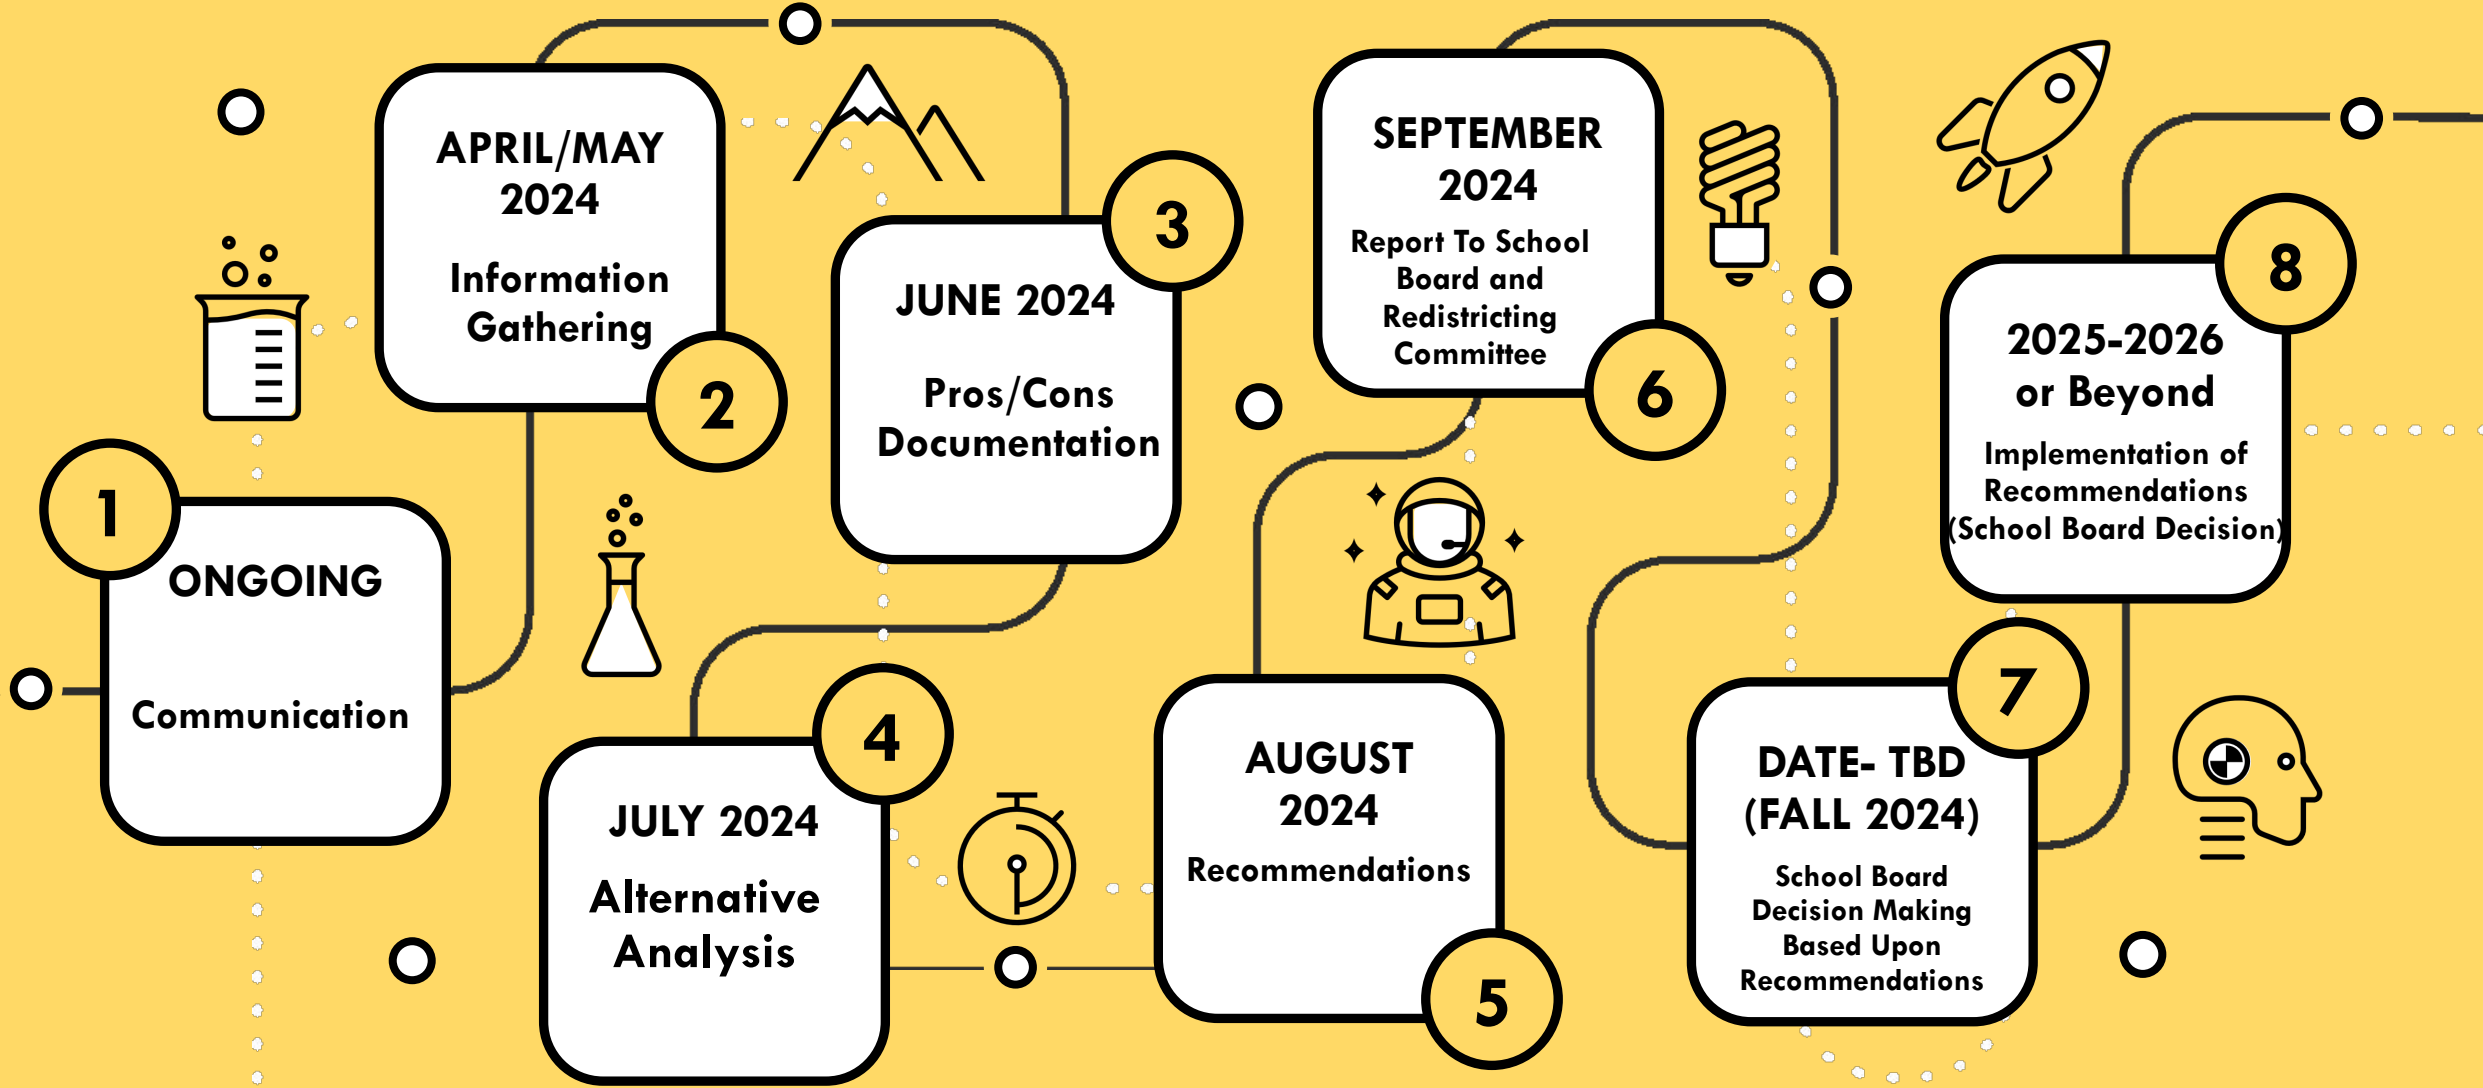 1
ONGOING
Communication
APRIL/MAY
2024
Information
Gathering
2
3
JUNE 2024
Pros/Cons
Documentation
4
JULY 2024
Alternative
Analysis
AUGUST
2024
Recommendations
5
SEPTEMBER
2024
Report To School
Board and
Redistricting
Committee
6
7
DATE- TBD
(FALL 2024)
School Board
Decision Making
Based Upon
Recommendations
8
2025-2026
or Beyond
Implementation of
Recommendations
(School Board Decision)